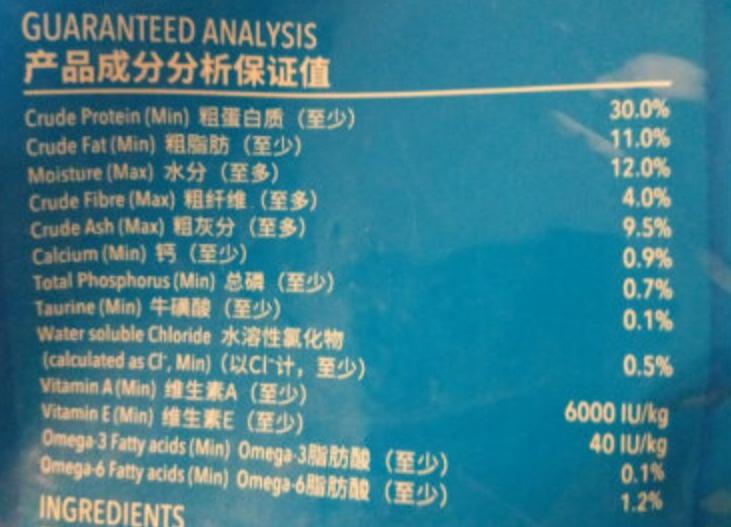 GUARANTEED ANALYSIS
产品成分分析保证值
Crude Protein (Min) 粗蛋白质（至少） 30.0%
Crude Fat (Min) 粗脂肪（至少） 11.0%
Moisture (Max) 水分（至多） 12.0%
Crude Fibre (Max) 粗纤维（至多） 4.0%
Crude Ash (Max) 粗灰分（至多） 9.5%
Calcium (Min) 钙（至少） 0.9%
Total Phosphorus (Min) 总磷（至少） 0.7%
Taurine (Min) 牛磺酸（至少） 0.1%
Water soluble Chloride 水溶性氯化物
(calculated as Cl⁻, Min)（以Cl⁻计，至少） 0.5%
Vitamin A (Min) 维生素A（至少） 6000 IU/kg
Vitamin E (Min) 维生素E（至少） 40 IU/kg
Omega-3 Fatty acids (Min) Omega-3脂肪酸（至少） 0.1%
Omega-6 Fatty acids (Min) Omega-6脂肪酸（至少） 1.2%
INGREDIENTS